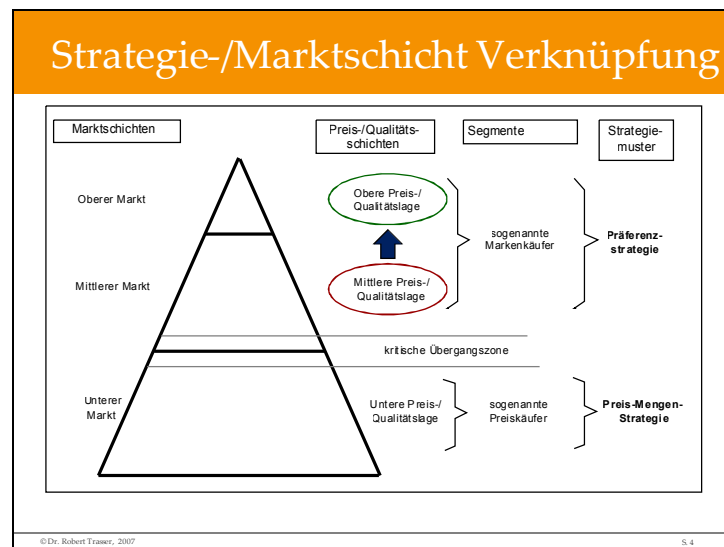 Strategie-/Marktschicht Verknüpfung
Marktschichten
Preis-/Qualitäts-
schichten
Segmente
Strategie-
muster
Oberer Markt
Obere Preis-/
Qualitätslage
sogenannte
Markenkäufer
Präferenz-
strategie
Mittlerer Markt
Mittlere Preis-/
Qualitätslage
kritische Übergangszone
Unterer
Markt
Untere Preis-/
Qualitätslage
sogenannte
Preiskäufer
Preis-Mengen-
Strategie
©Dr. Robert Trasser, 2007
S. 4